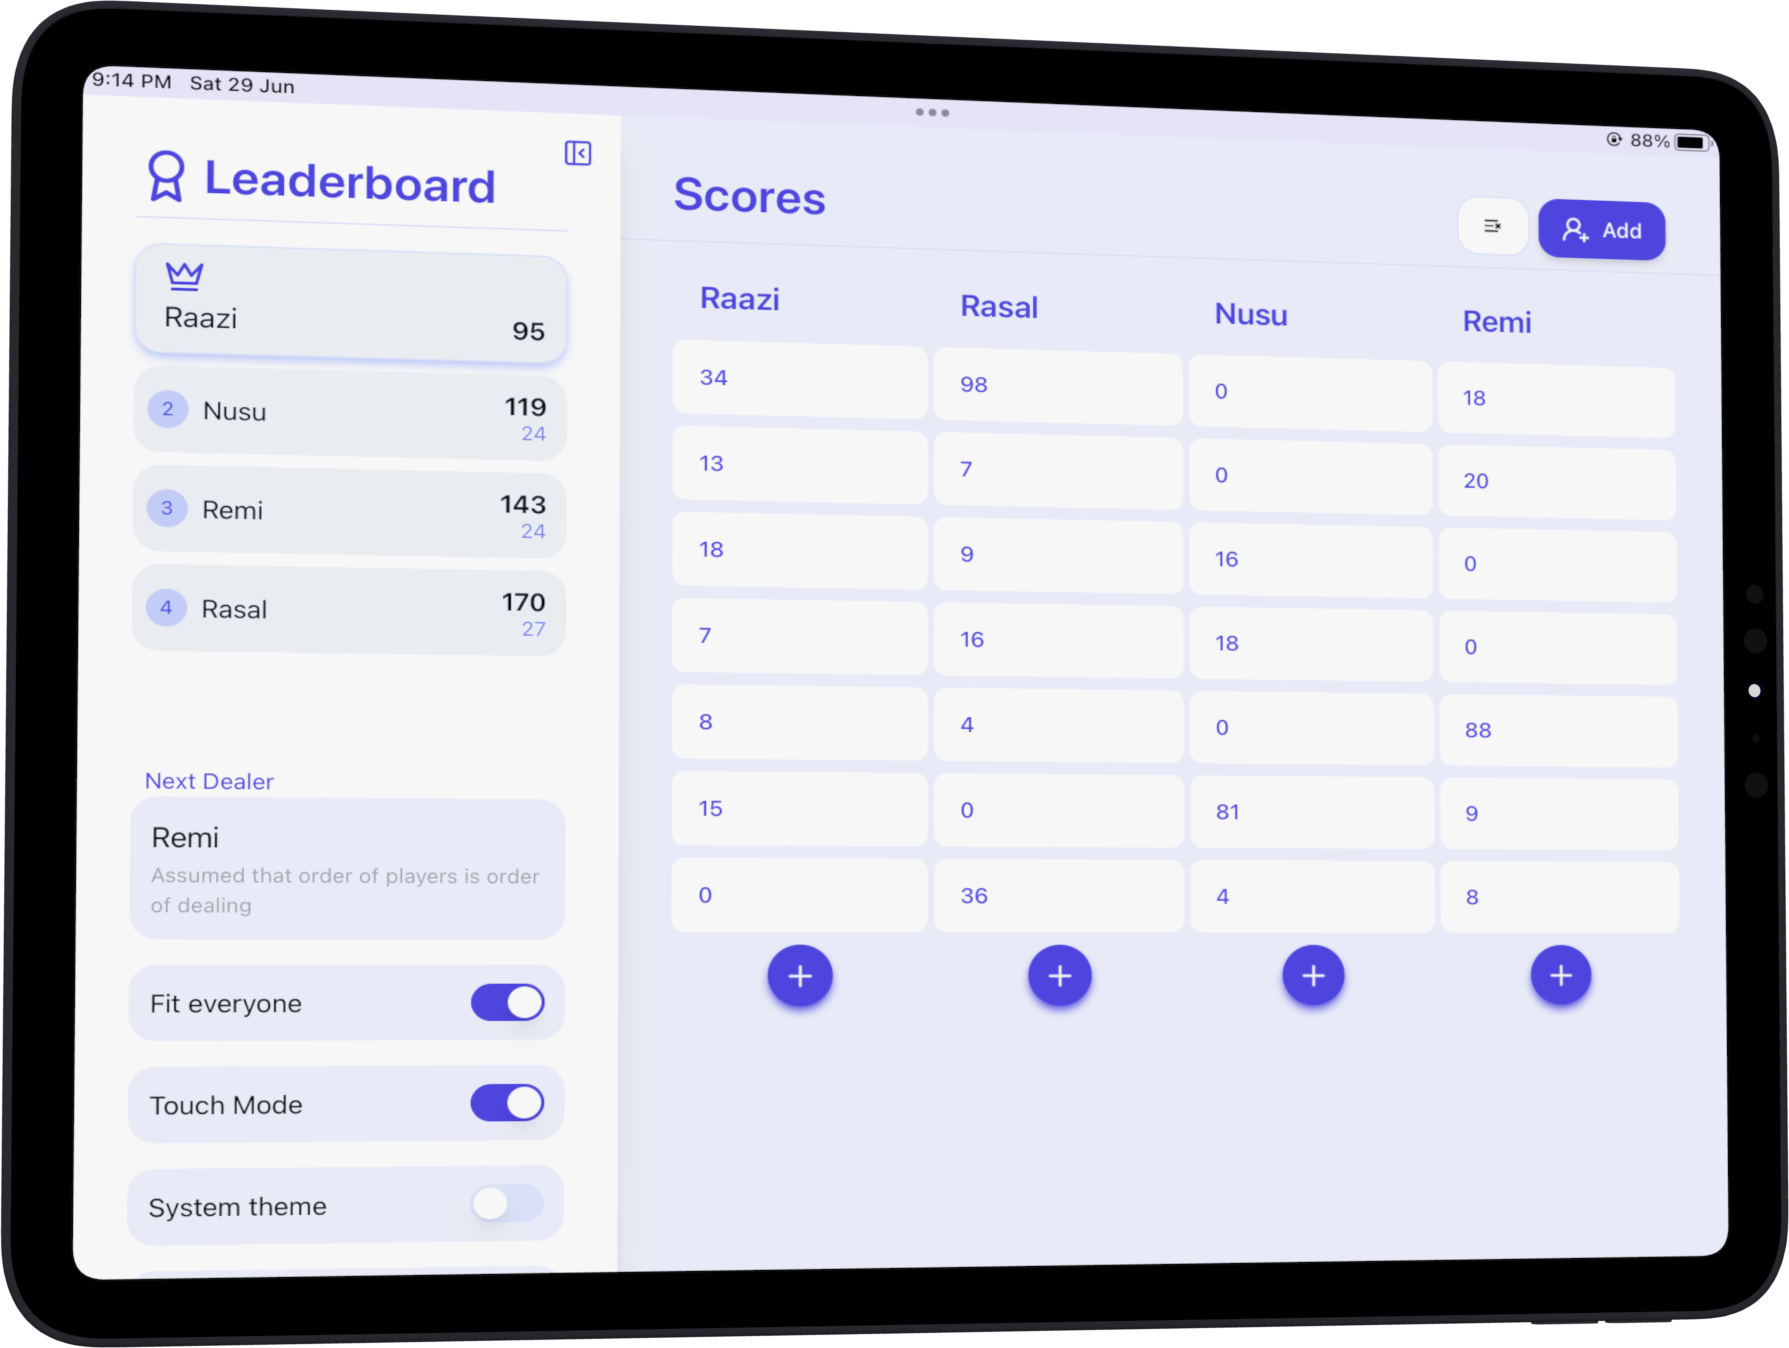 9:14 PM Sat 29 Jun
88%
Leaderboard
Raazi
95
2 Nusu 119
24
3 Remi 143
24
4 Rasal 170
27
Next Dealer
Remi
Assumed that order of players is order
of dealing
Fit everyone
Touch Mode
System theme
Scores
Add
Raazi Rasal Nusu Remi
34 98 0 18
13 7 0 20
18 9 16 0
7 16 18 0
8 4 0 88
15 0 81 9
0 36 4 8